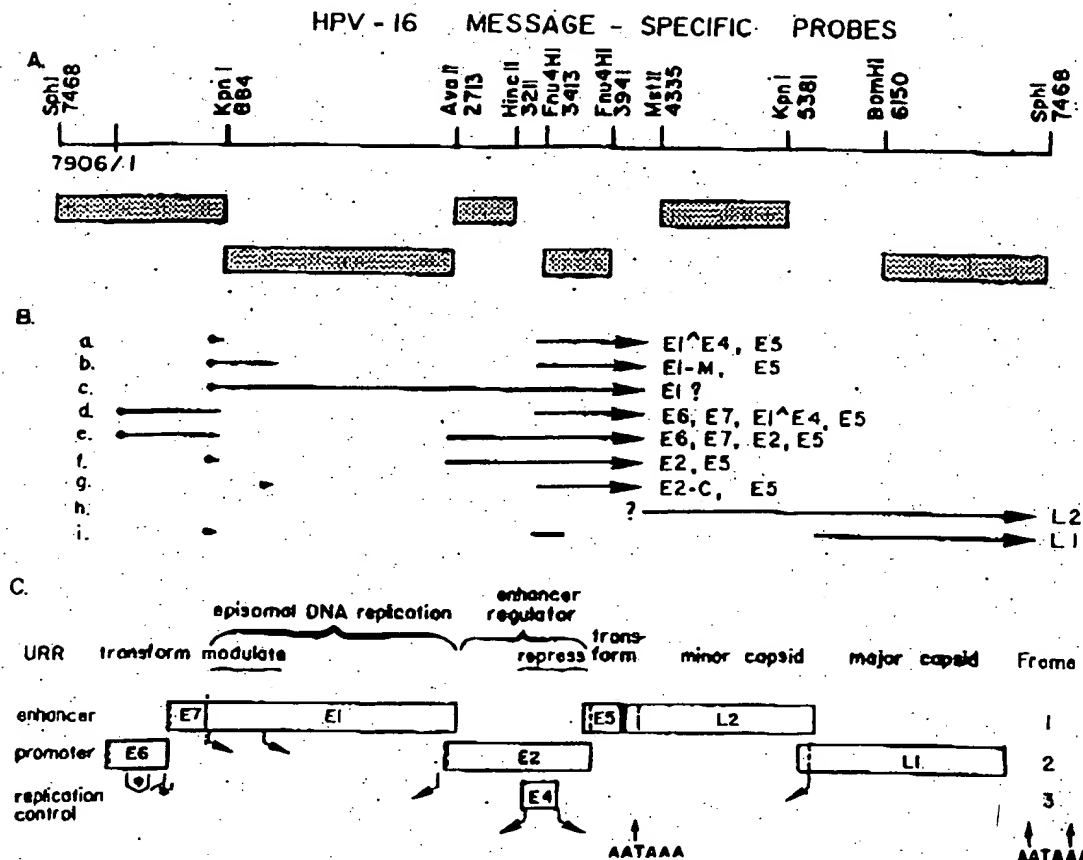 HPV-16 MESSAGE-SPECIFIC PROBES
A.
SphI 7468
KpnI 884
AvaII 2713
HincII 3211
Fnu4HI 3413
Fnu4HI 3941
MstII 4335
KpnI 5381
BamHI 6150
SphI 7468
7906/1
B.
a. E1^E4, E5
b. E1-M, E5
c. E1 ?
d. E6, E7, E1^E4, E5
e. E6, E7, E2, E5
f. E2, E5
g. E2-C, E5
h. ? L2
i. L1
C.
episomal DNA replication
enhancer regulator
URR transform modulate repress trans-form minor capsid major capsid Frame
enhancer E7 E1 E5 L2 1
promoter E6 E2 L1 2
replication control E4 3
AATAAA AATAAA